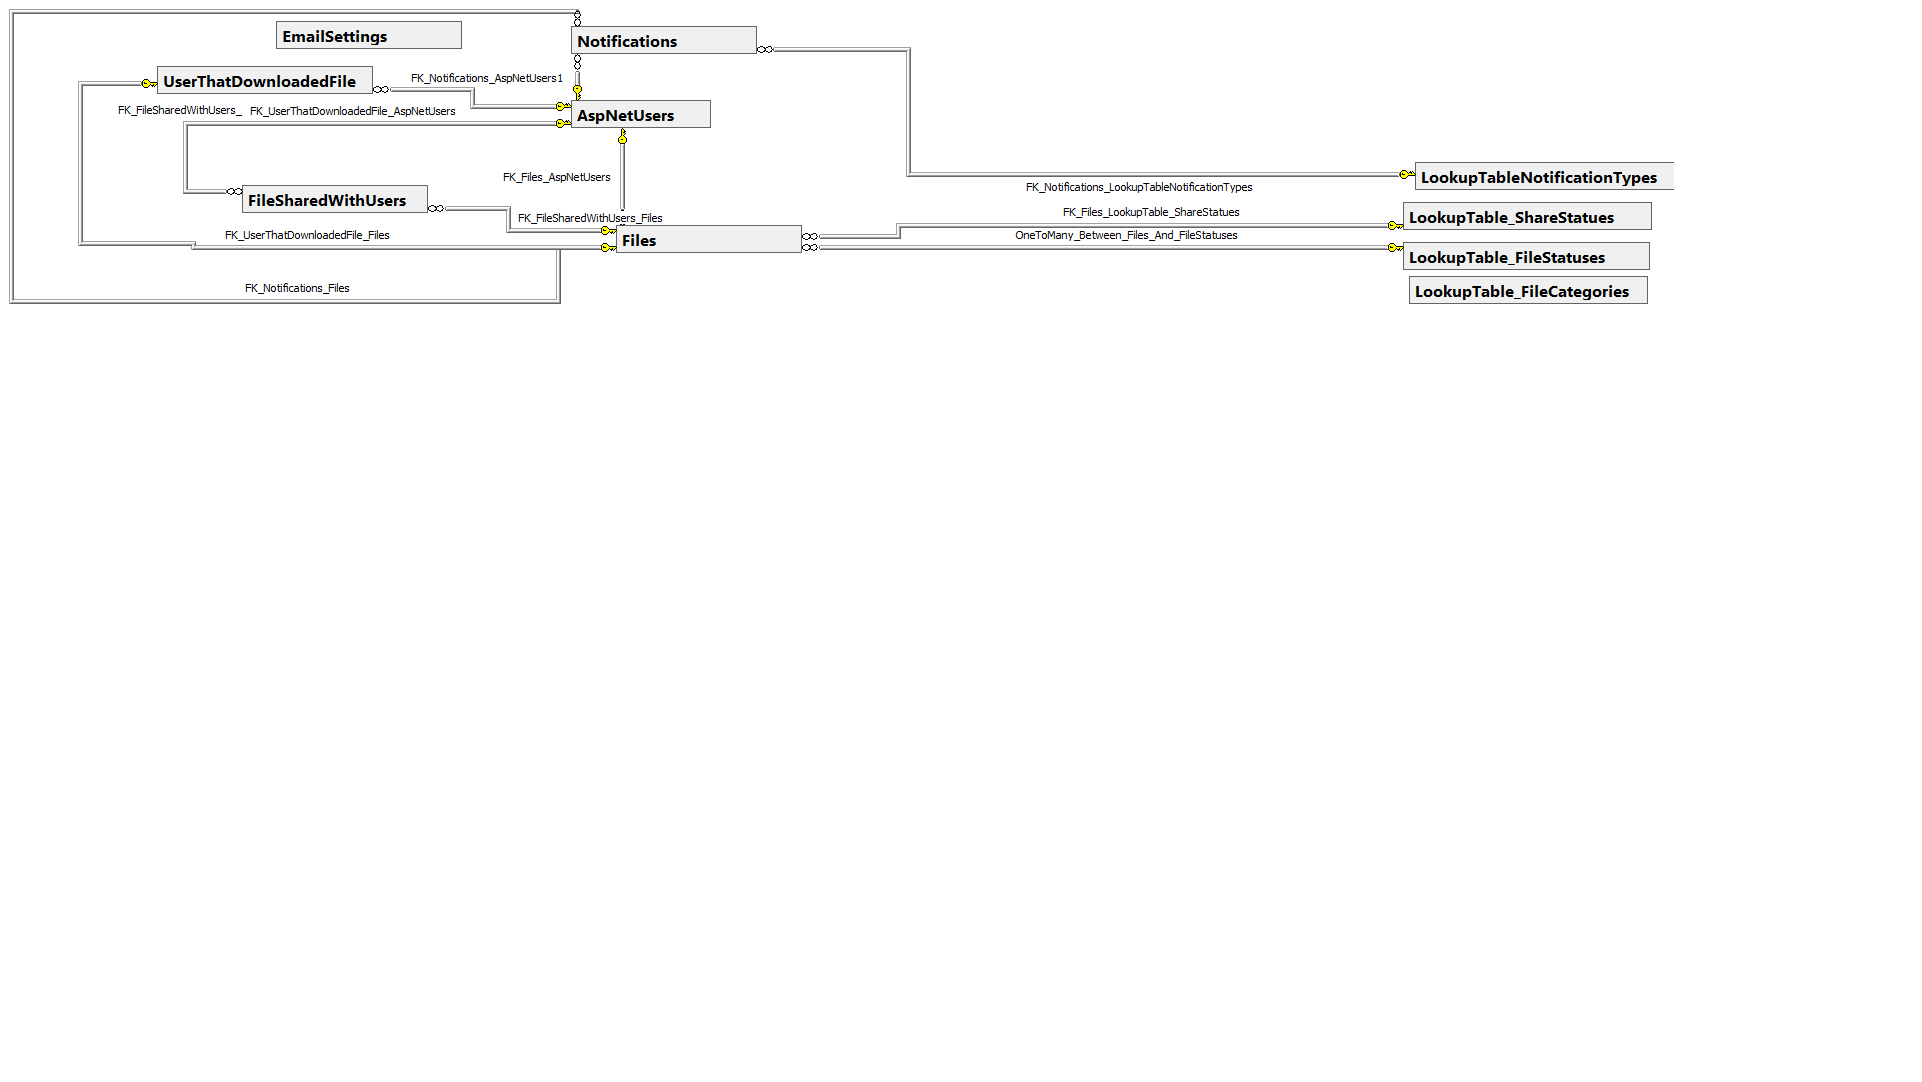 EmailSettings
Notifications
UserThatDownloadedFile
FK_Notifications_AspNetUsers1
FK_FileSharedWithUsers_
FK_UserThatDownloadedFile_AspNetUsers
AspNetUsers
FK_Files_AspNetUsers
LookupTableNotificationTypes
FK_Notifications_LookupTableNotificationTypes
FileSharedWithUsers
FK_FileSharedWithUsers_Files
FK_Files_LookupTable_ShareStatues
LookupTable_ShareStatues
FK_UserThatDownloadedFile_Files
Files
OneToMany_Between_Files_And_FileStatuses
LookupTable_FileStatuses
FK_Notifications_Files
LookupTable_FileCategories